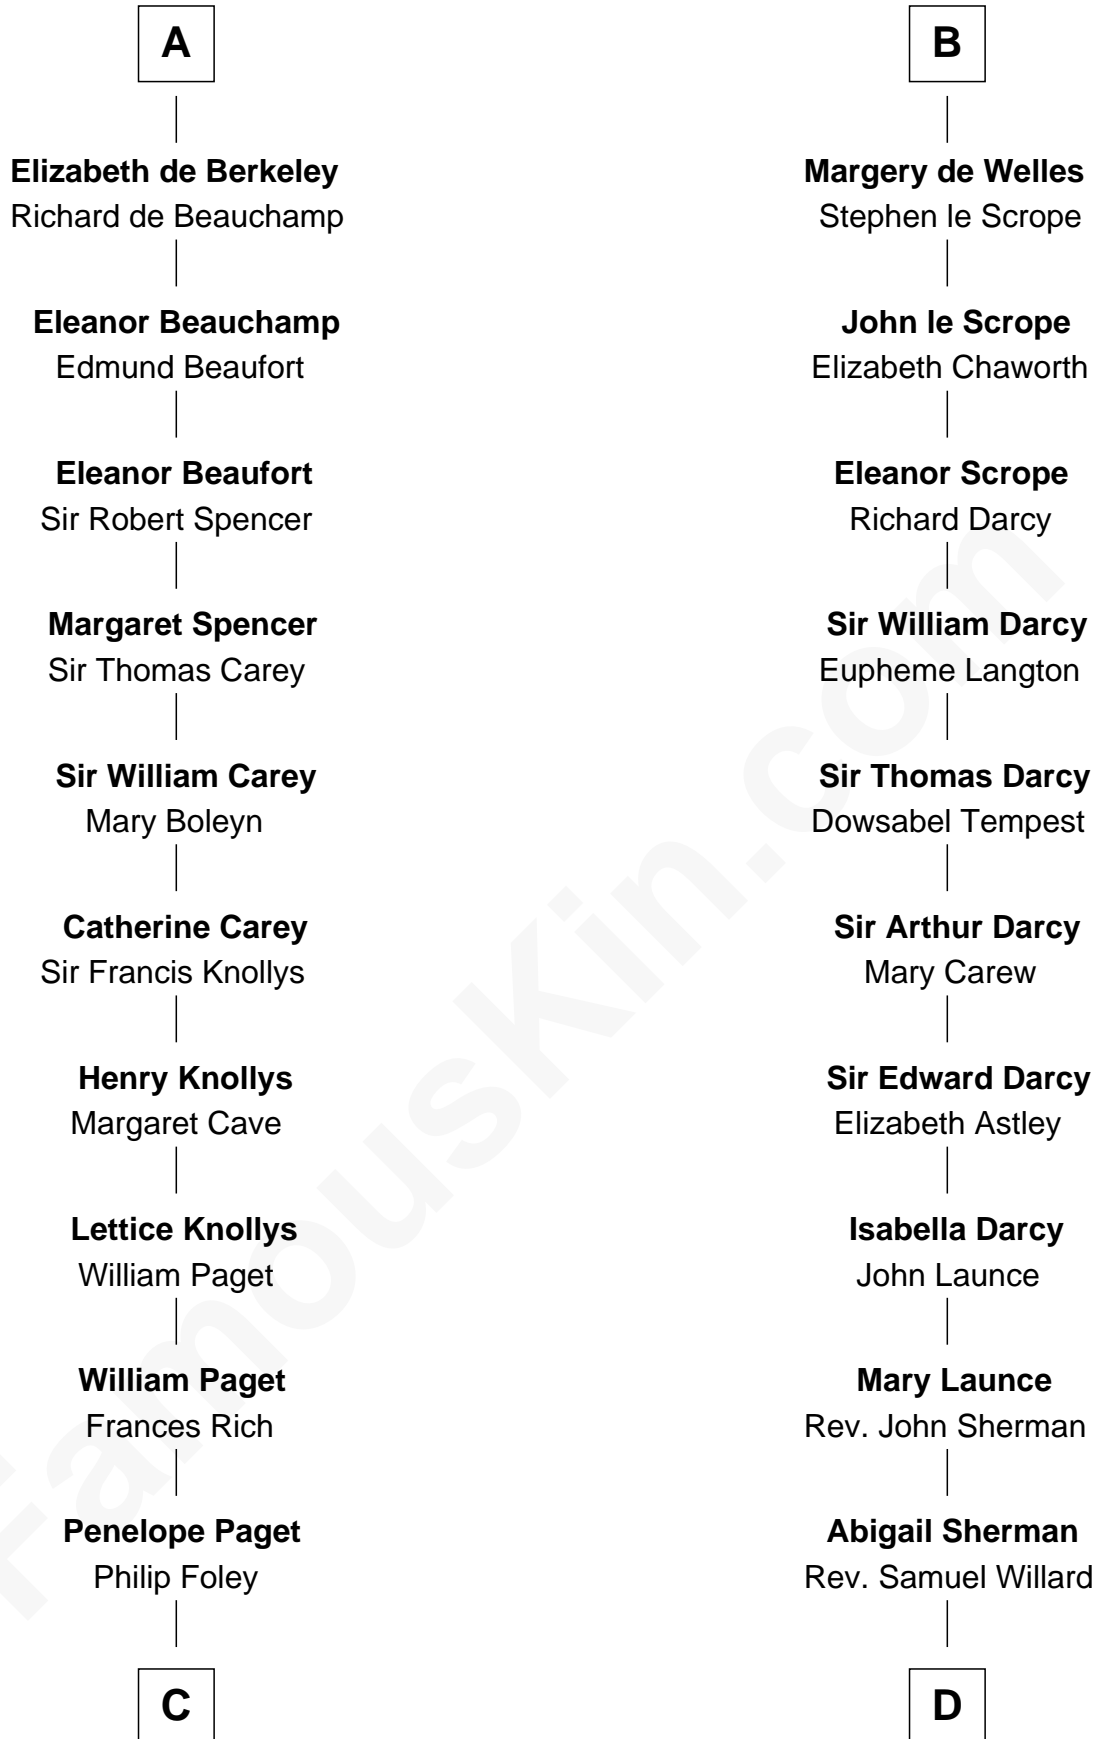 A
Elizabeth de Berkeley
Richard de Beauchamp
Eleanor Beauchamp
Edmund Beaufort
Eleanor Beaufort
Sir Robert Spencer
Margaret Spencer
Sir Thomas Carey
Sir William Carey
Mary Boleyn
Catherine Carey
Sir Francis Knollys
Henry Knollys
Margaret Cave
Lettice Knollys
William Paget
William Paget
Frances Rich
Penelope Paget
Philip Foley
C
B
Margery de Welles
Stephen le Scrope
John le Scrope
Elizabeth Chaworth
Eleanor Scrope
Richard Darcy
Sir William Darcy
Eupheme Langton
Sir Thomas Darcy
Dowsabel Tempest
Sir Arthur Darcy
Mary Carew
Sir Edward Darcy
Elizabeth Astley
Isabella Darcy
John Launce
Mary Launce
Rev. John Sherman
Abigail Sherman
Rev. Samuel Willard
D
FamousKin.com